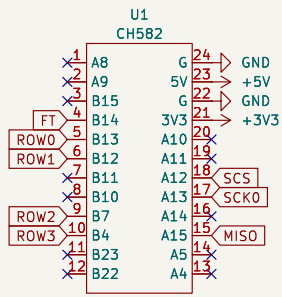 U1
CH582
1 A8 G 24 GND
2 A9 5V 23 +5V
3 B15 G 22 GND
FT 4 B14 3V3 21 +3V3
ROW0 5 B13 A10 20
ROW1 6 B12 A11 19
7 B11 A12 18 SCS
8 B10 A13 17 SCK0
ROW2 9 B7 A14 16
ROW3 10 B4 A15 15 MISO
11 B23 A5 14
12 B22 A4 13